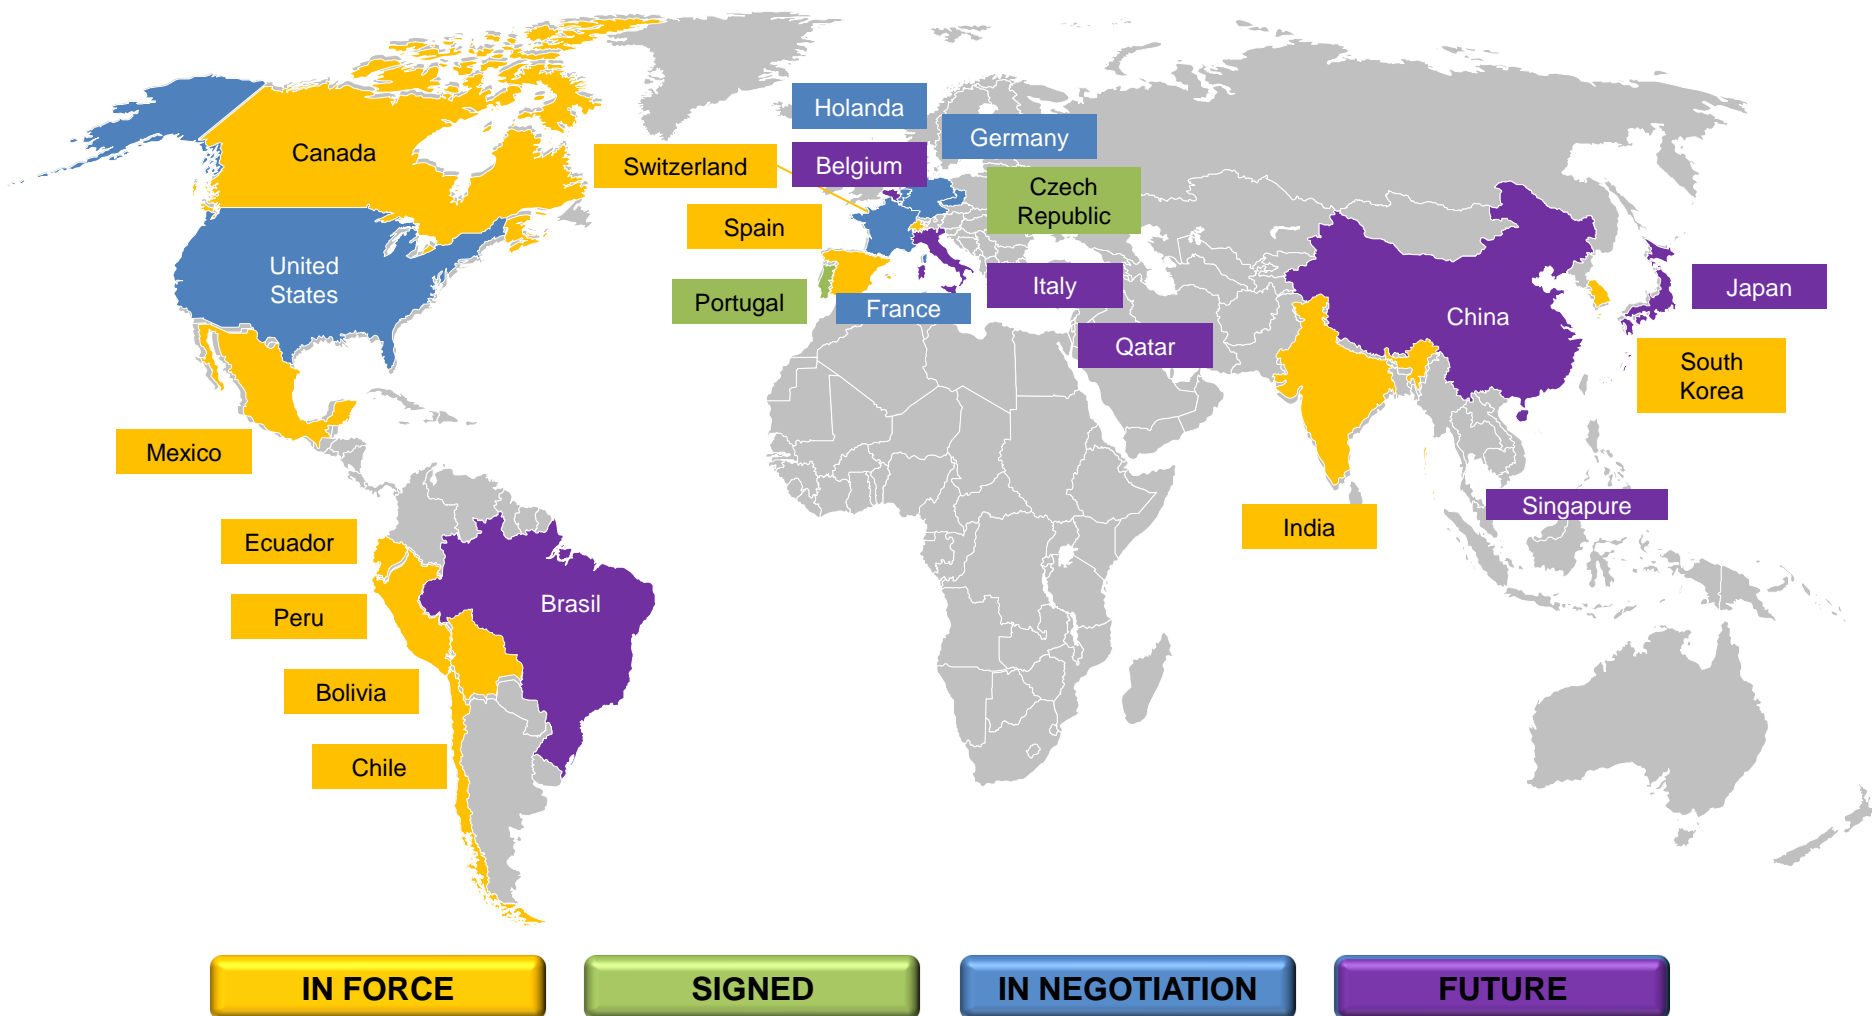 Holanda
Germany
Canada
Switzerland
Belgium
Czech
Republic
Spain
United
States
Portugal
France
Italy
China
Japan
Qatar
South
Korea
Mexico
Singapure
India
Ecuador
Brasil
Peru
Bolivia
Chile
IN FORCE
SIGNED
IN NEGOTIATION
FUTURE